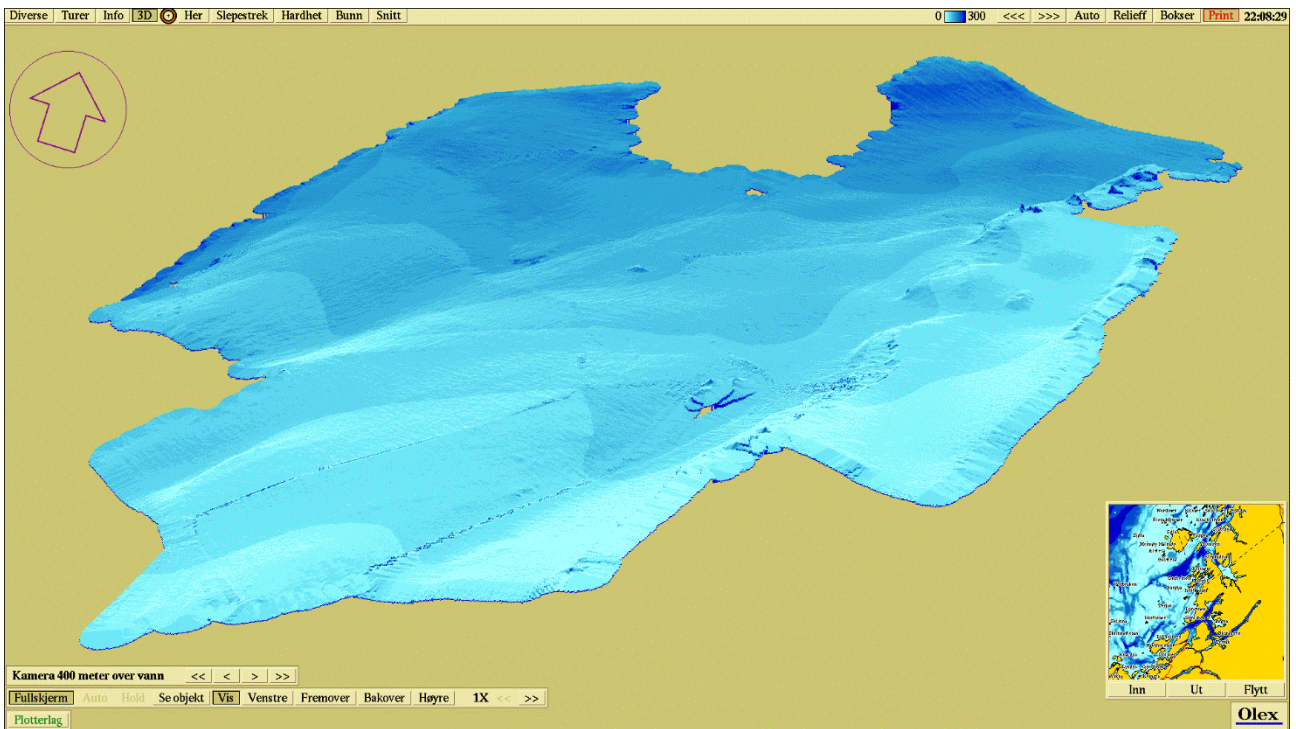 Diverse Turer Info 3D Her Slepestrek Hardhet Bunn Snitt 0 300 <<< >>> Auto Relieff Bokser Print 22:08:29
Kamera 400 meter over vann << < > >>
Fullskjerm Auto Hold Se objekt Vis Venstre Fremover Bakover Høyre 1X << >>
Inn Ut Flytt
Plotterlag
Olex